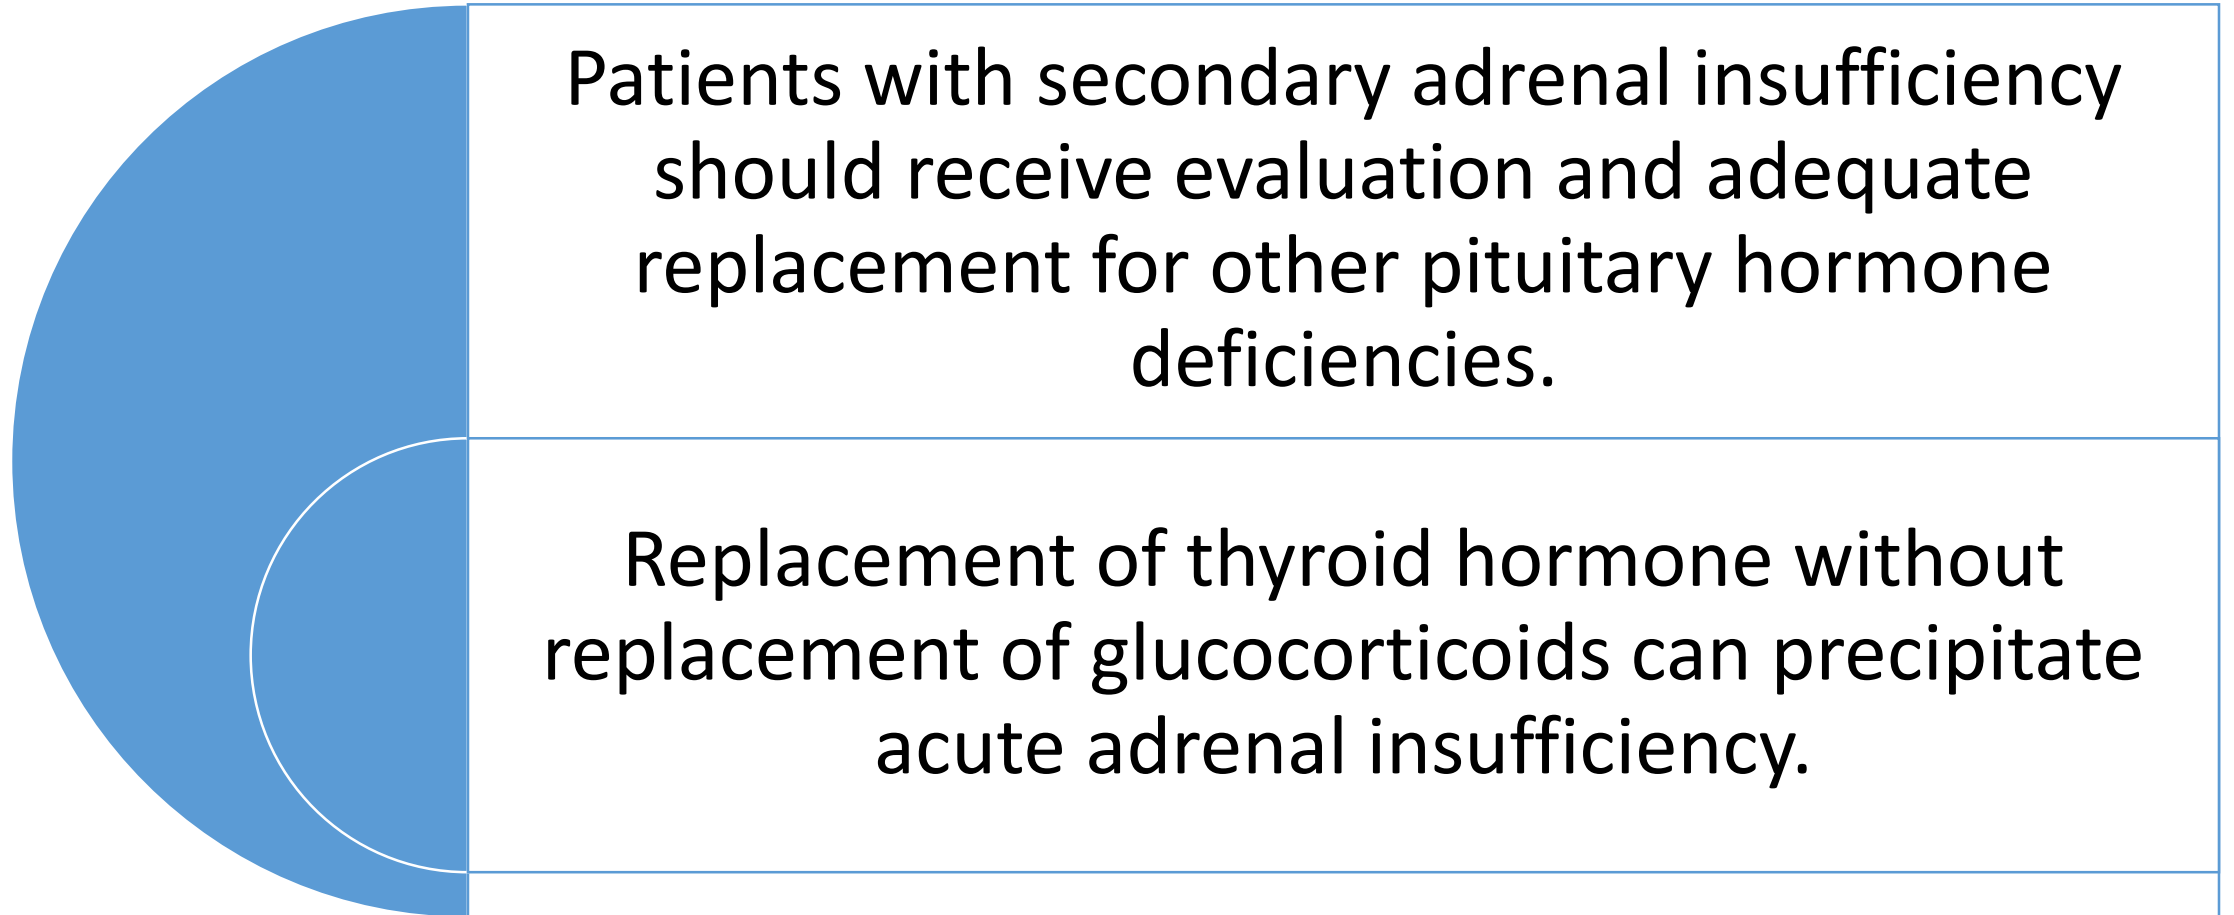 Patients with secondary adrenal insufficiency
should receive evaluation and adequate
replacement for other pituitary hormone
deficiencies.
Replacement of thyroid hormone without
replacement of glucocorticoids can precipitate
acute adrenal insufficiency.